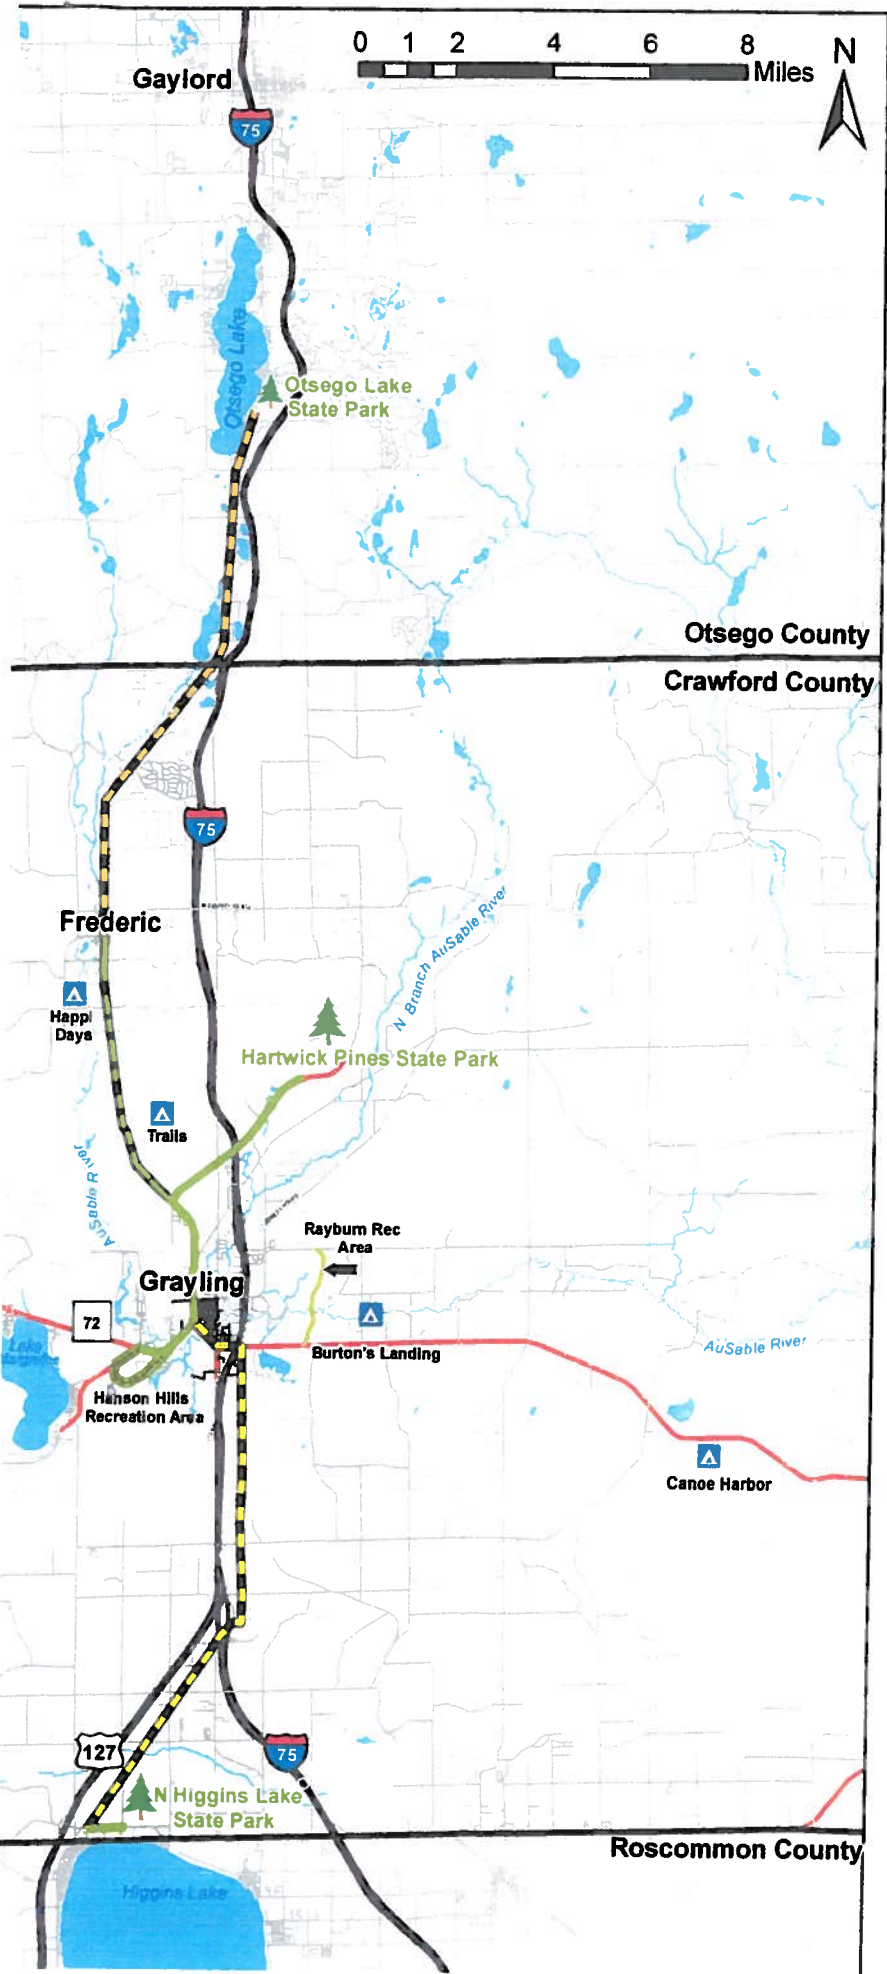 0 1 2 4 6 8
Miles
N
Gaylord
75
Otsego Lake
Otsego Lake
State Park
Otsego County
Crawford County
75
Frederic
N Branch AuSable River
Happi
Days
Hartwick Pines State Park
Trails
AuSable River
Rayburn Rec
Area
Grayling
72
Lake
Burton's Landing
AuSable River
Hanson Hills
Recreation Area
Canoe Harbor
127
75
N Higgins Lake
State Park
Roscommon County
Higgins Lake